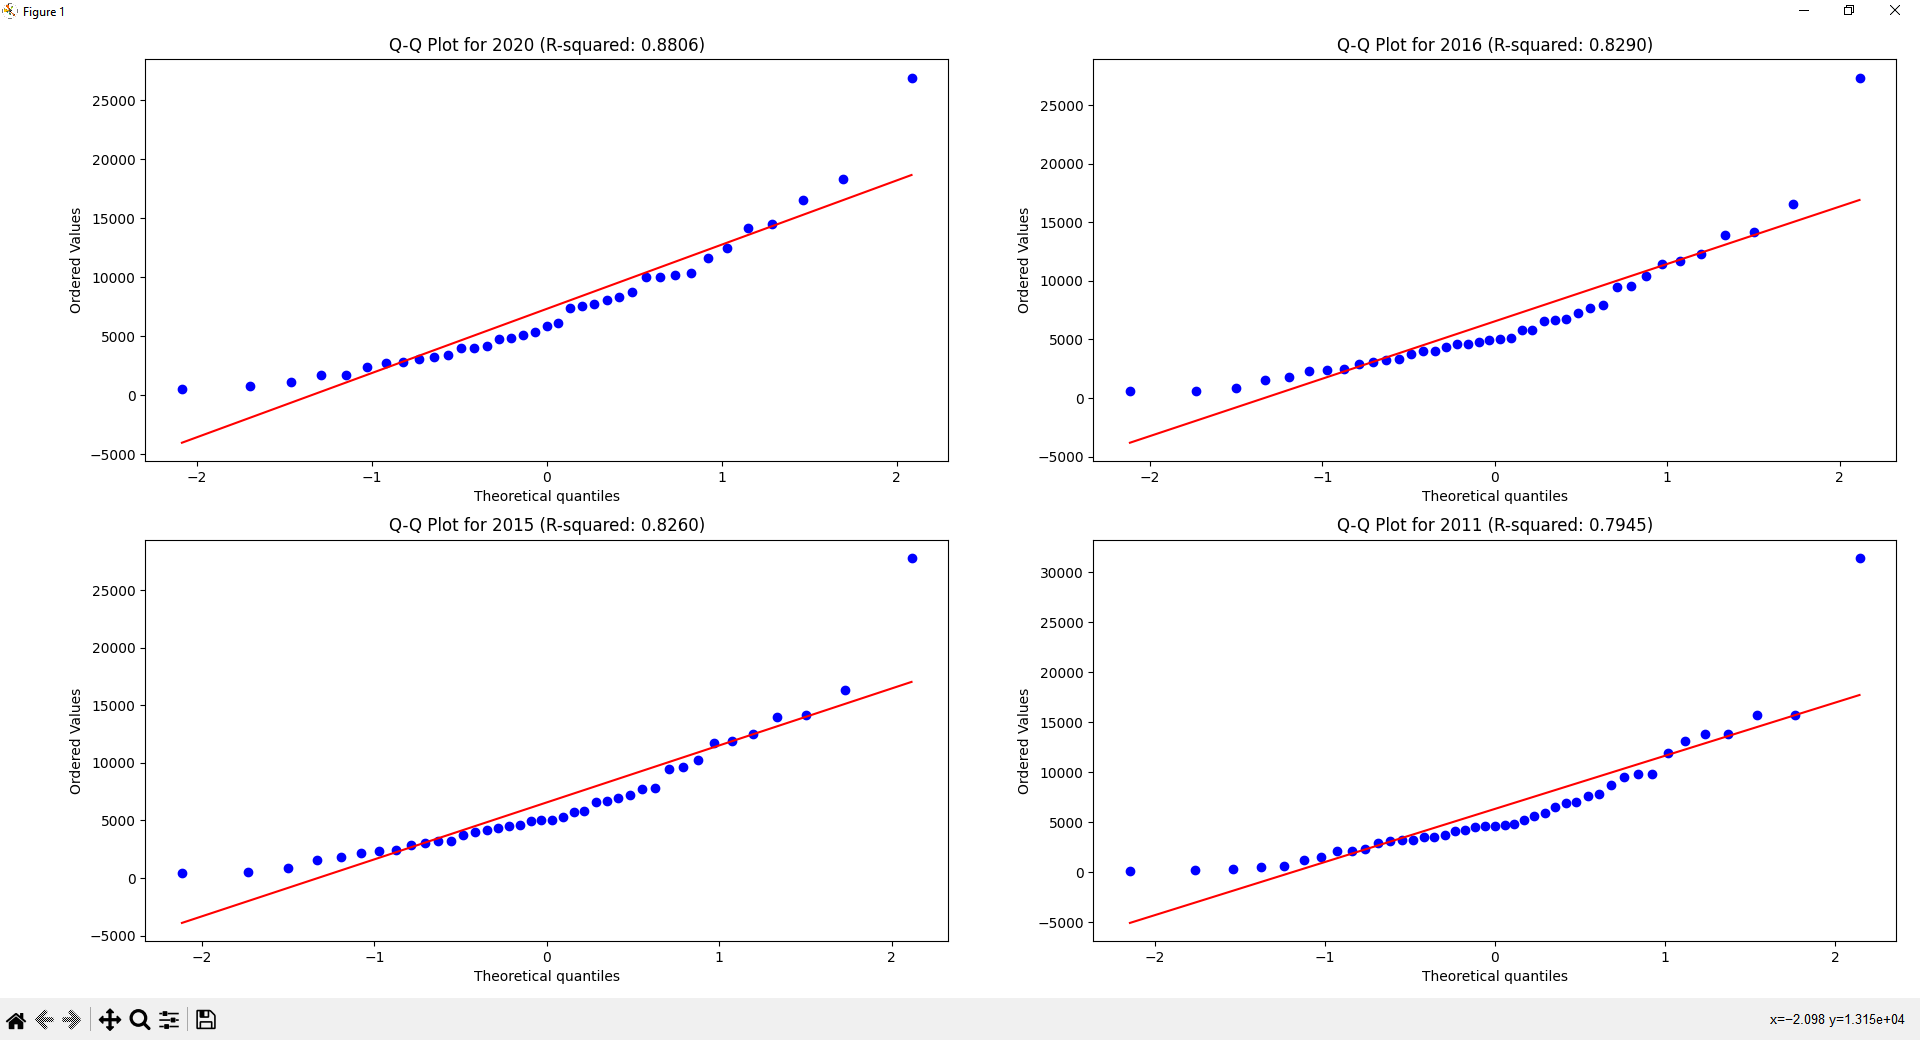 Figure 1
Q-Q Plot for 2020 (R-squared: 0.8806)
Ordered Values
25000
20000
15000
10000
5000
0
−5000
−2 −1 0 1 2
Theoretical quantiles
Q-Q Plot for 2016 (R-squared: 0.8290)
Ordered Values
25000
20000
15000
10000
5000
0
−5000
−2 −1 0 1 2
Theoretical quantiles
Q-Q Plot for 2015 (R-squared: 0.8260)
Ordered Values
25000
20000
15000
10000
5000
0
−5000
−2 −1 0 1 2
Theoretical quantiles
Q-Q Plot for 2011 (R-squared: 0.7945)
Ordered Values
30000
25000
20000
15000
10000
5000
0
−5000
−2 −1 0 1 2
Theoretical quantiles
x=−2.098 y=1.315e+04